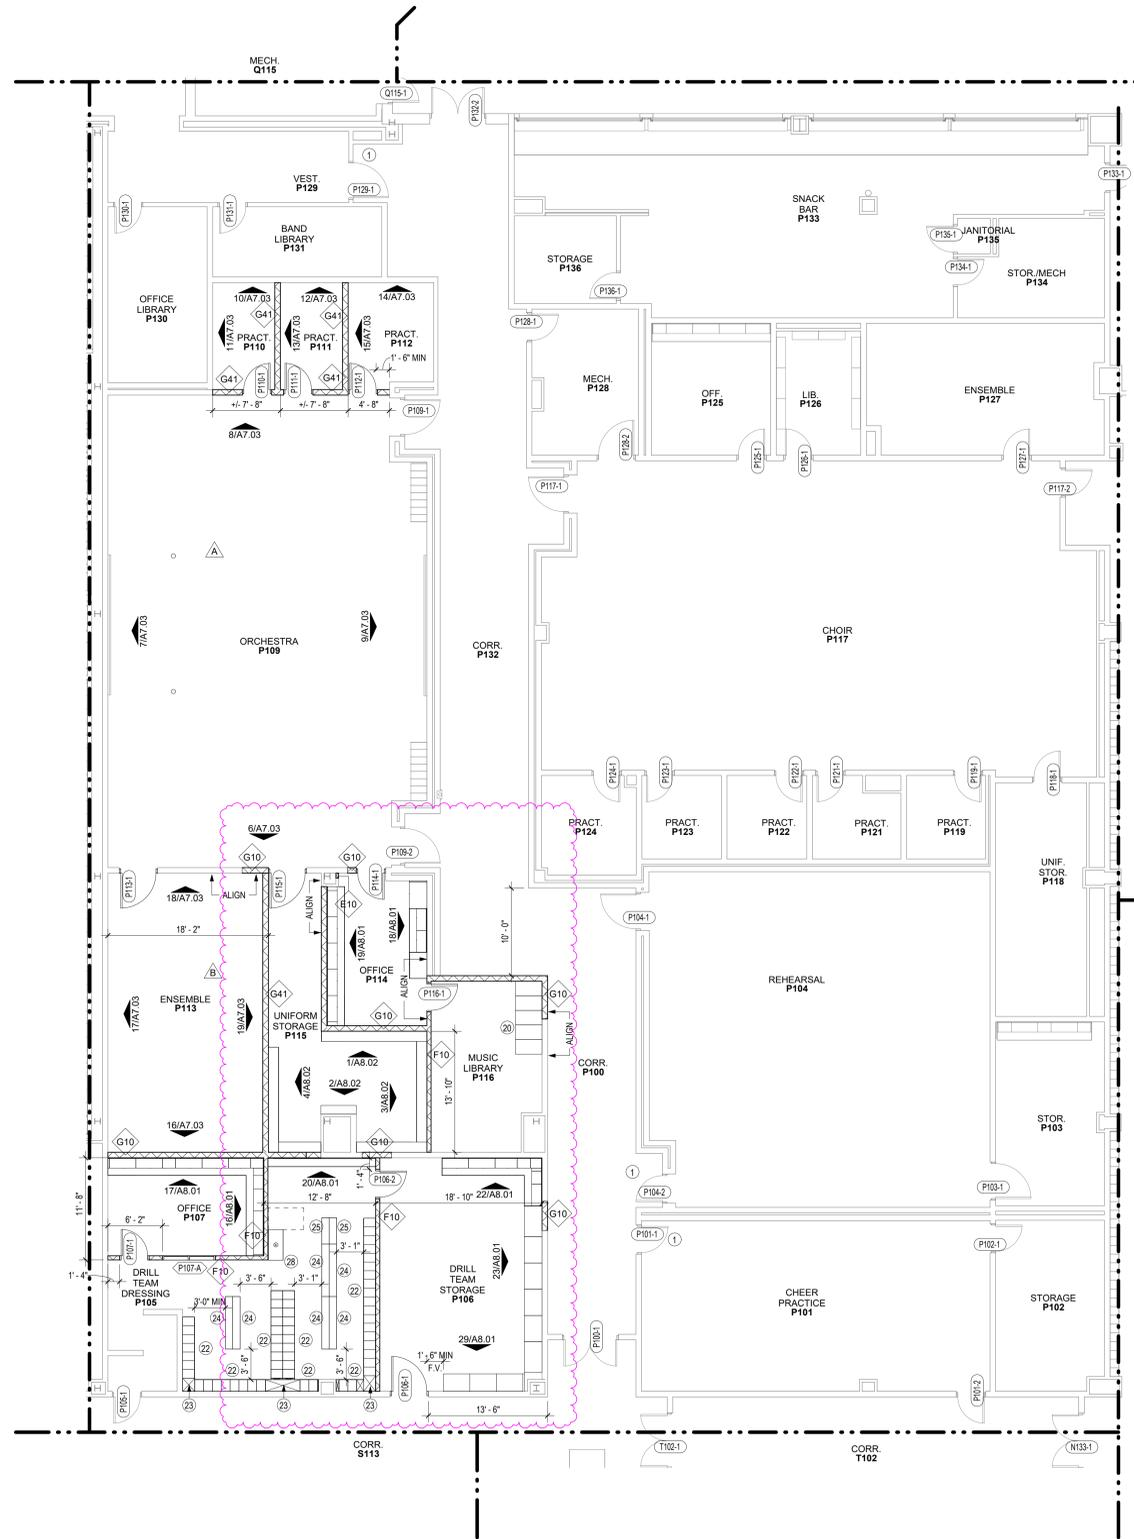 MECH.
Q115
Q115-1
P132-2
1
P129-1
VEST.
P129
P130-1
P131-1
BAND
LIBRARY
P131
OFFICE
LIBRARY
P130
10/A7.03
12/A7.03
14/A7.03
G41
G41
11/A7.03
13/A7.03
15/A7.03
PRACT.
P110
PRACT.
P111
PRACT.
P112
1' - 6" MIN
G41
G41
P110-1
P111-1
P112-1
+/- 7' - 8"
+/- 7' - 8"
4' - 8"
P109-1
8/A7.03
SNACK
BAR
P133
P133-1
P135-1
JANITORIAL
P135
P134-1
STOR./MECH
P134
STORAGE
P136
P136-1
P128-1
MECH.
P128
P128-2
OFF.
P125
P125-1
LIB.
P126
P126-1
ENSEMBLE
P127
P127-1
P117-1
P117-2
A
7/A7.03
9/A7.03
ORCHESTRA
P109
CORR.
P132
CHOIR
P117
P124-1
P123-1
P122-1
P121-1
P119-1
P118-1
PRACT.
P124
PRACT.
P123
PRACT.
P122
PRACT.
P121
PRACT.
P119
UNIF.
STOR.
P118
6/A7.03
P109-2
G10
G10
P113-1
P115-1
P114-1
18/A7.03
ALIGN
ALIGN
E10
18/A8.01
19/A8.01
18' - 2"
10' - 0"
P104-1
OFFICE
P114
B
ALIGN
ENSEMBLE
P113
G41
P116-1
G10
G10
17/A7.03
19/A7.03
UNIFORM
STORAGE
P115
20
ALIGN
REHEARSAL
P104
1/A8.02
2/A8.02
4/A8.02
3/A8.02
F10
13' - 10"
MUSIC
LIBRARY
P116
CORR.
P100
STOR.
P103
16/A7.03
G10
G10
17/A8.01
20/A8.01
1' - 4"
P106-2
22/A8.01
1
P104-2
P103-1
11' - 8"
OFFICE
P107
16/A8.01
12' - 8"
18' - 10"
6' - 2"
F10
F10
G10
P107-1
P107-A
F10
25
25
28
3' - 1"
P101-1
1
P102-1
1' - 4"
DRILL
TEAM
DRESSING
P105
3' - 6"
3' - 1"
24
24
22
23/A8.01
DRILL
TEAM
STORAGE
P106
CHEER
PRACTICE
P101
STORAGE
P102
3'-0" MIN
24
24
24
24
22
22
22
29/A8.01
P100-1
3' - 6"
3' - 6"
22
22
22
1' - 6" MIN
F.V.
P105-1
23
23
23
P106-1
13' - 6"
P101-2
CORR.
S113
T102-1
CORR.
T102
N133-1